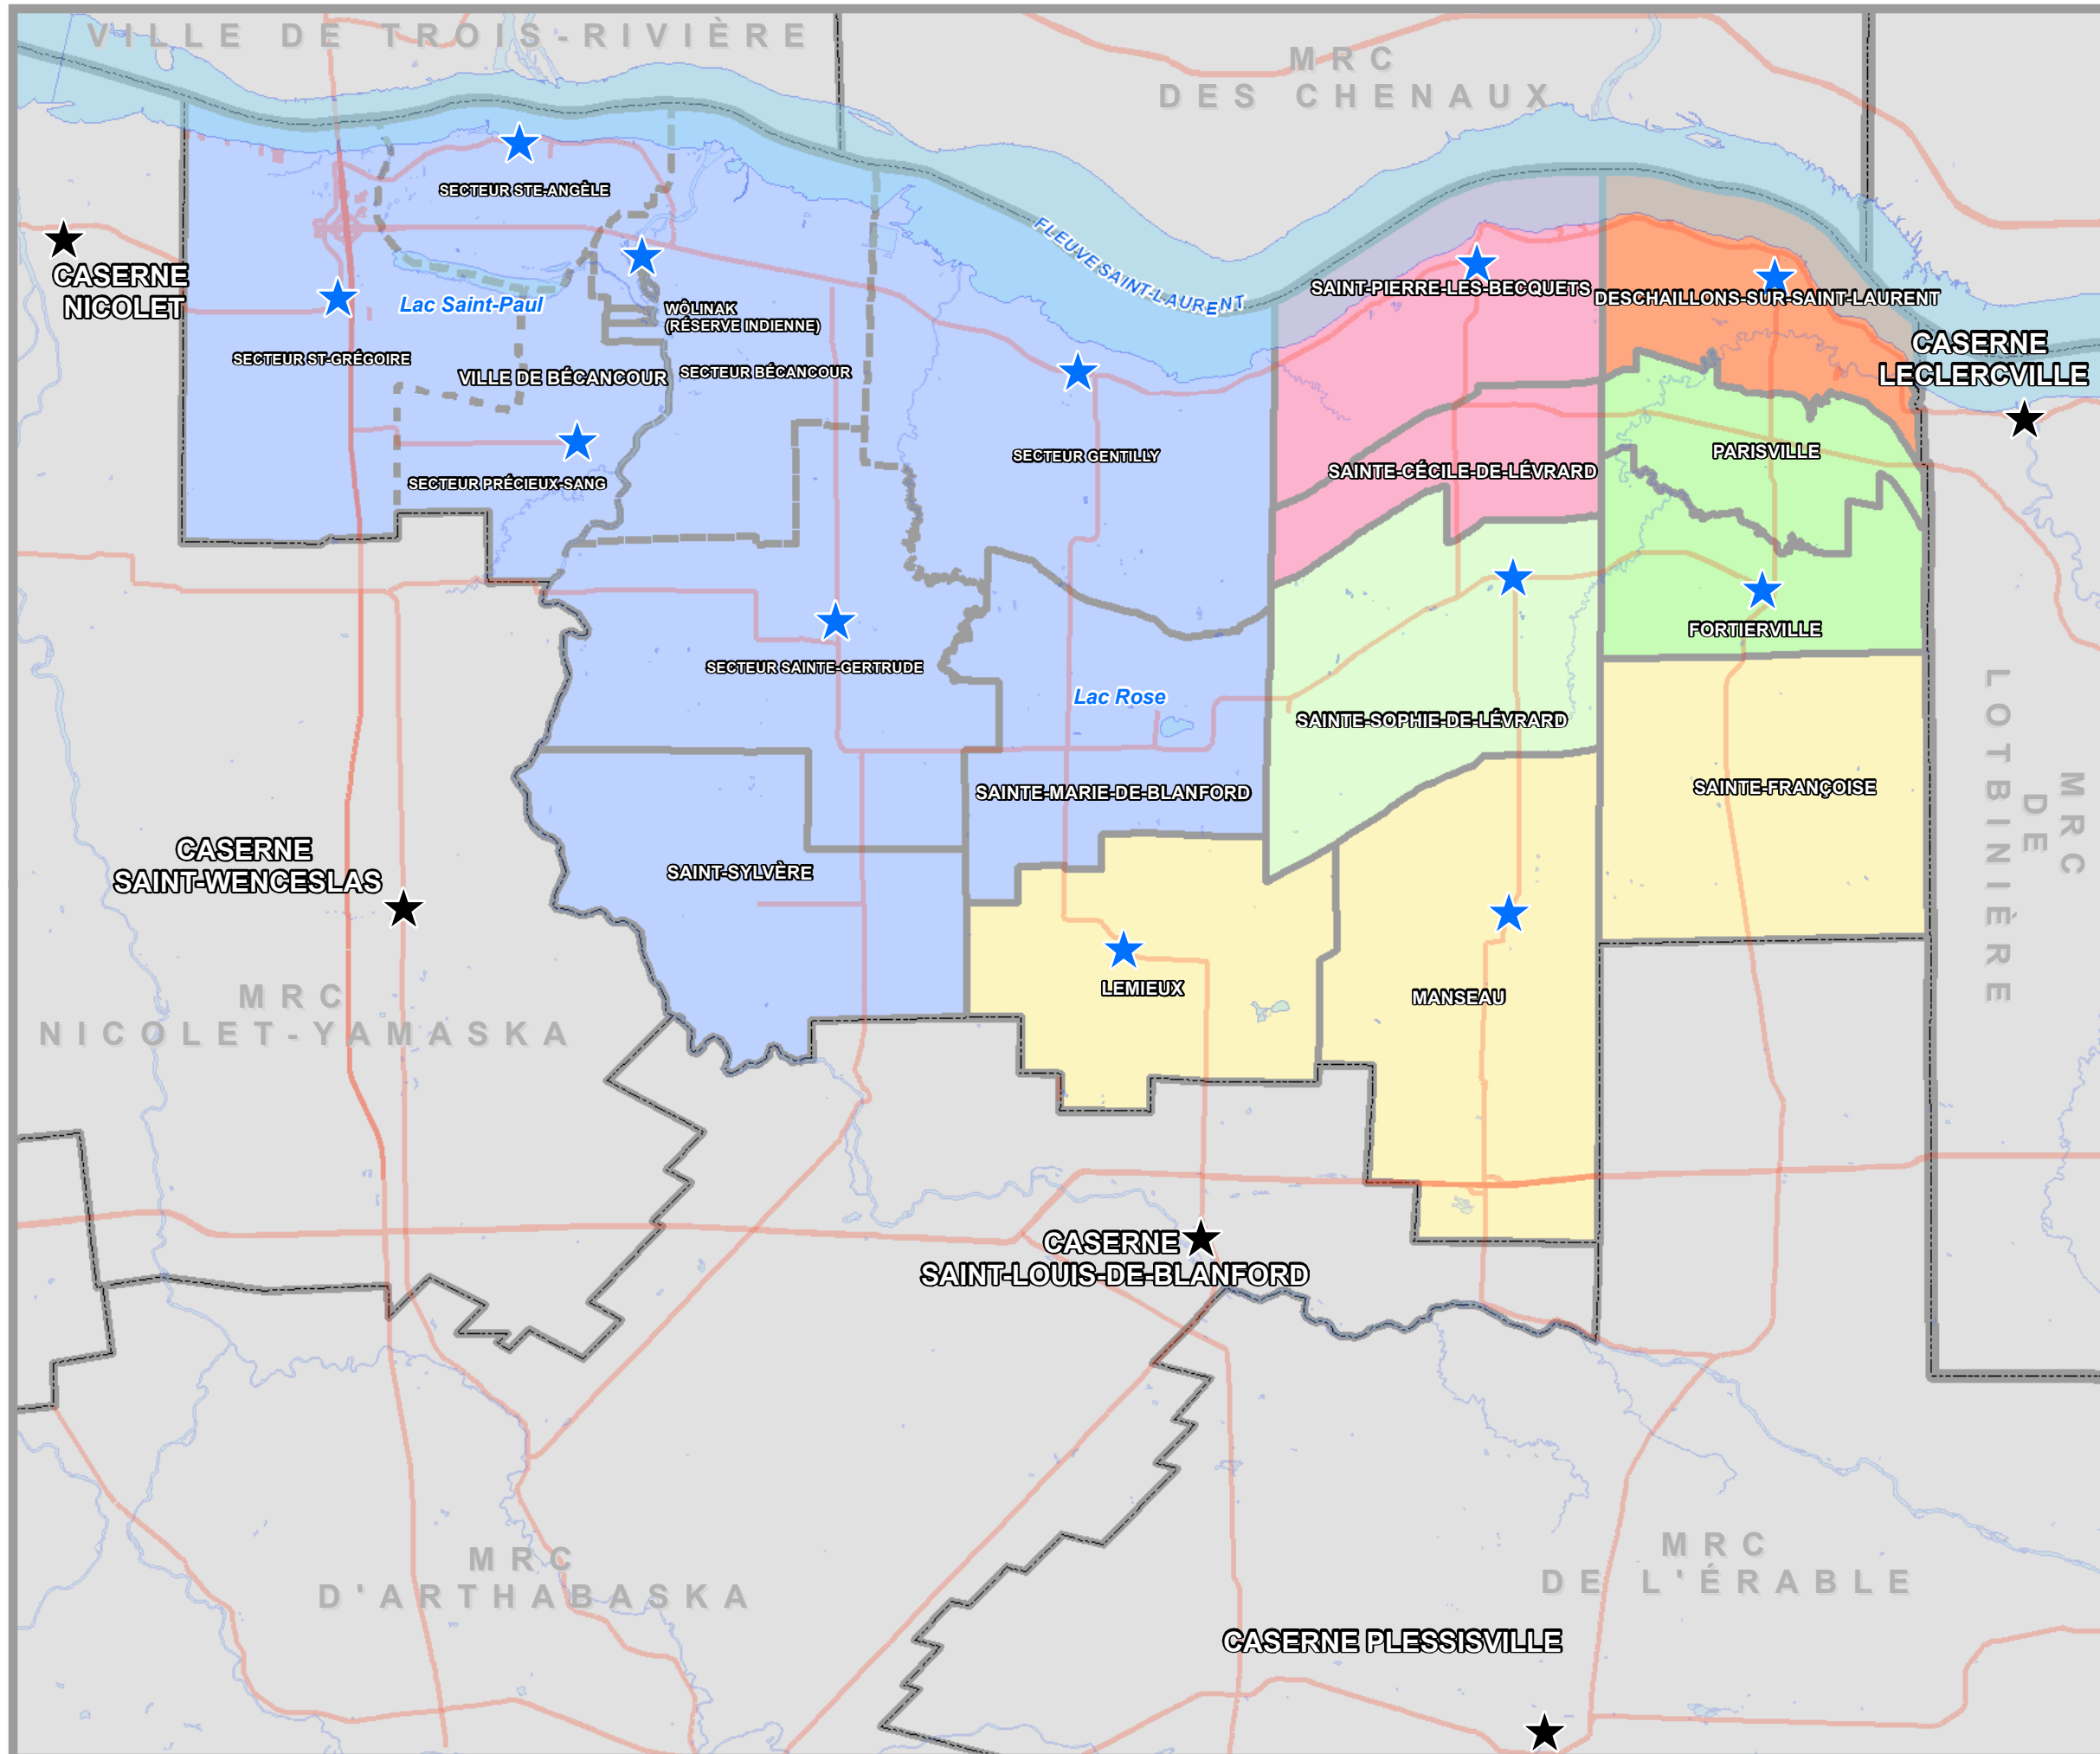 VILLE DE TROIS-RIVIÈRE
MRC
DES CHENAUX
SECTEUR STE-ANGÈLE
FLEUVE SAINT-LAURENT
CASERNE
NICOLET
Lac Saint-Paul
WÔLINAK
(RÉSERVE INDIENNE)
SAINT-PIERRE-LES-BECQUETS
DESCHAILLONS-SUR-SAINT-LAURENT
CASERNE
LECLERCVILLE
SECTEUR ST-GRÉGOIRE
VILLE DE BÉCANCOUR
SECTEUR BÉCANCOUR
SECTEUR GENTILLY
PARISVILLE
SAINTE-CÉCILE-DE-LÉVRARD
SECTEUR PRÉCIEUX-SANG
FORTIERVILLE
SECTEUR SAINTE-GERTRUDE
Lac Rose
SAINTE-SOPHIE-DE-LÉVRARD
SAINTE-MARIE-DE-BLANFORD
SAINTE-FRANÇOISE
MRC
DE
LOTBINIÈRE
CASERNE
SAINT-WENCESLAS
SAINT-SYLVÈRE
LEMIEUX
MANSEAU
MRC
NICOLET-YAMASKA
CASERNE
SAINT-LOUIS-DE-BLANFORD
MRC
D'ARTHABASKA
MRC
DE L'ÉRABLE
CASERNE PLESSISVILLE